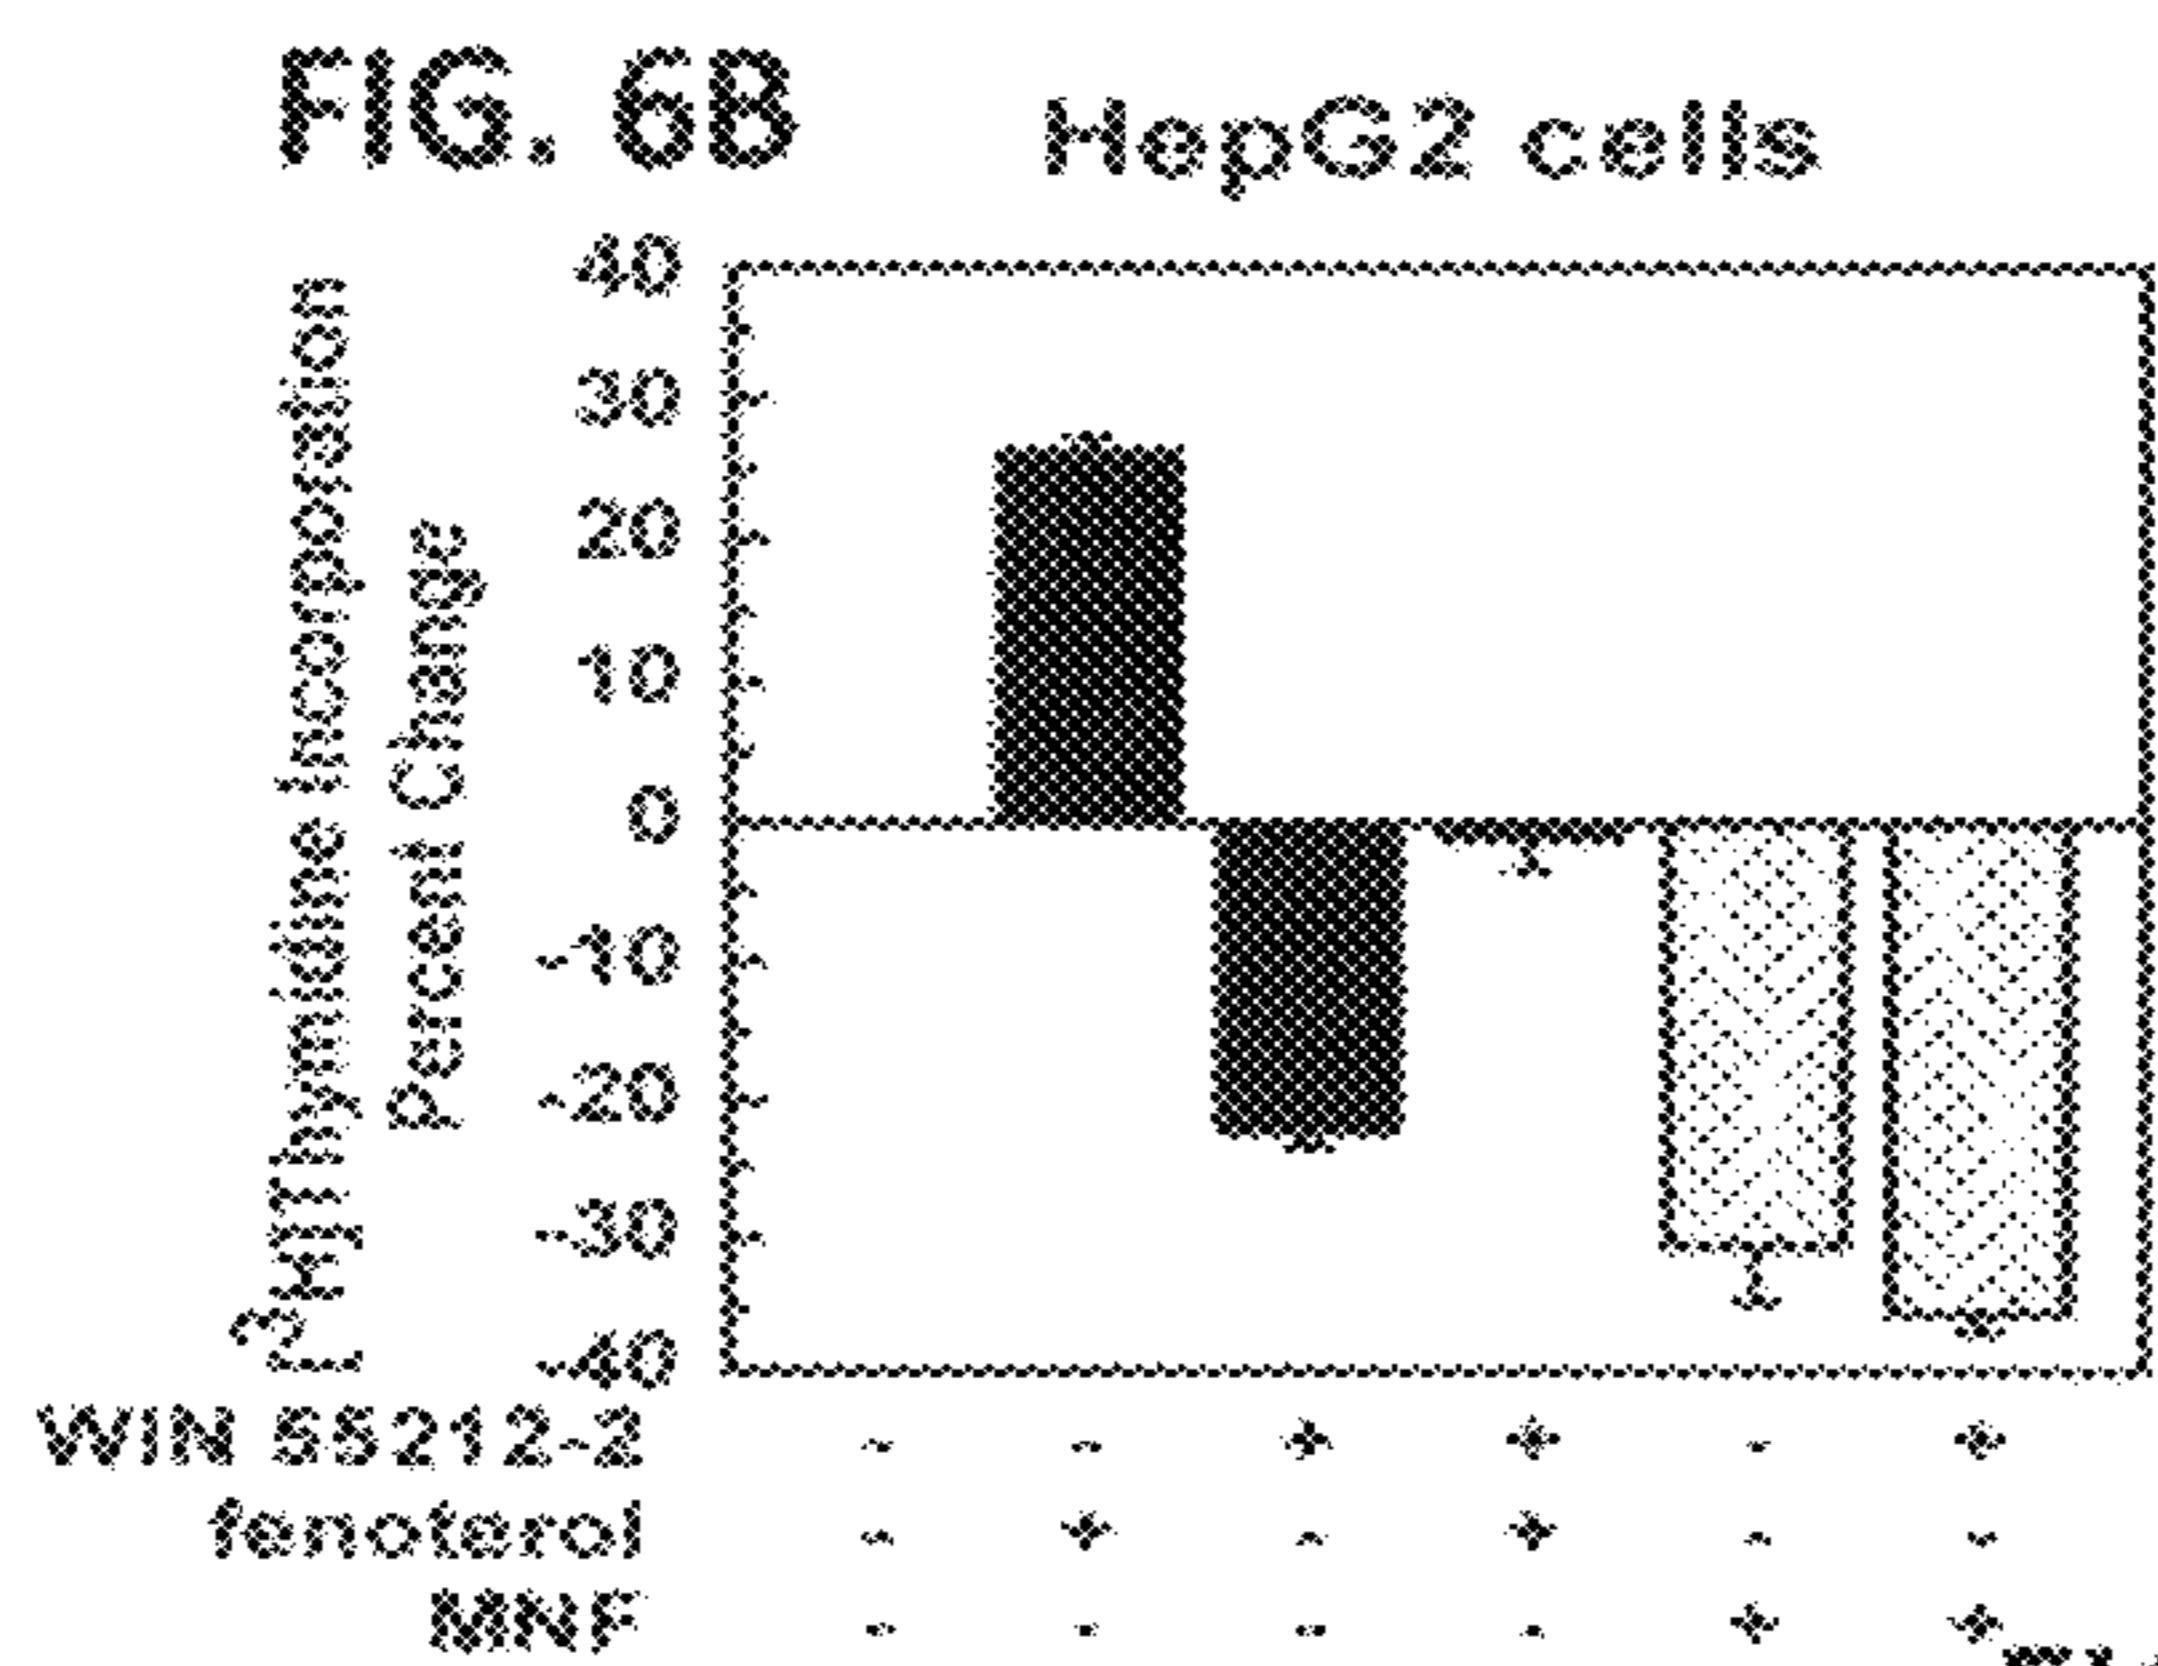 FIG. 6B
HepG2 cells
[³H]Thymidine Incorporation
Percent Change
40
30
20
10
0
-10
-20
-30
-40
WIN 55212-2 - - + + - +
fenoterol - + - + - -
MNF - - - - + +